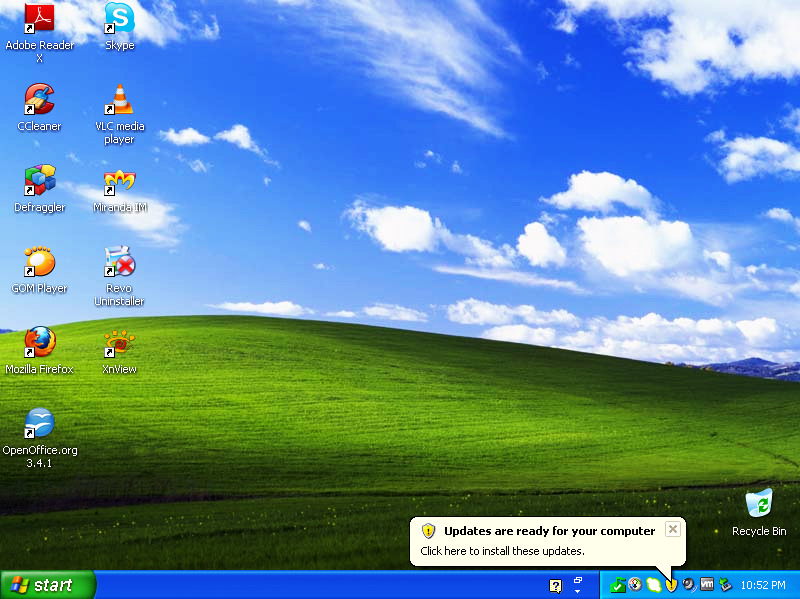 Adobe Reader
X
Skype
CCleaner
VLC media
player
Defraggler
Miranda IM
GOM Player
Revo
Uninstaller
Mozilla Firefox
XnView
OpenOffice.org
3.4.1
Recycle Bin
Updates are ready for your computer
Click here to install these updates.
start
10:52 PM